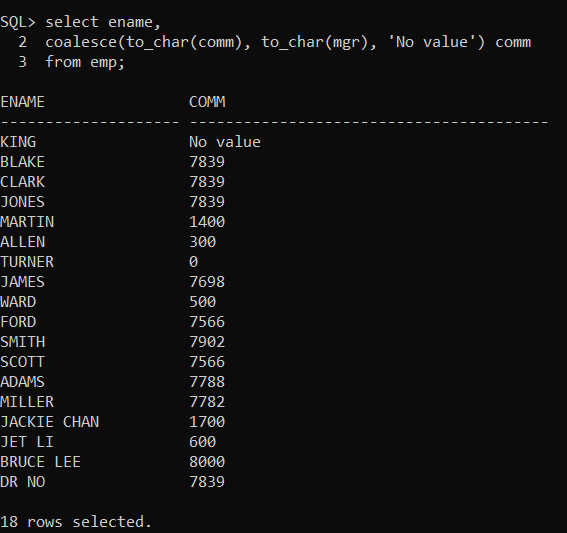 SQL> select ename,
  2  coalesce(to_char(comm), to_char(mgr), 'No value') comm
  3  from emp;
ENAME                COMM
-------------------- ----------------------------------------
KING                 No value
BLAKE                7839
CLARK                7839
JONES                7839
MARTIN               1400
ALLEN                300
TURNER               0
JAMES                7698
WARD                 500
FORD                 7566
SMITH                7902
SCOTT                7566
ADAMS                7788
MILLER               7782
JACKIE CHAN          1700
JET LI               600
BRUCE LEE            8000
DR NO                7839
18 rows selected.